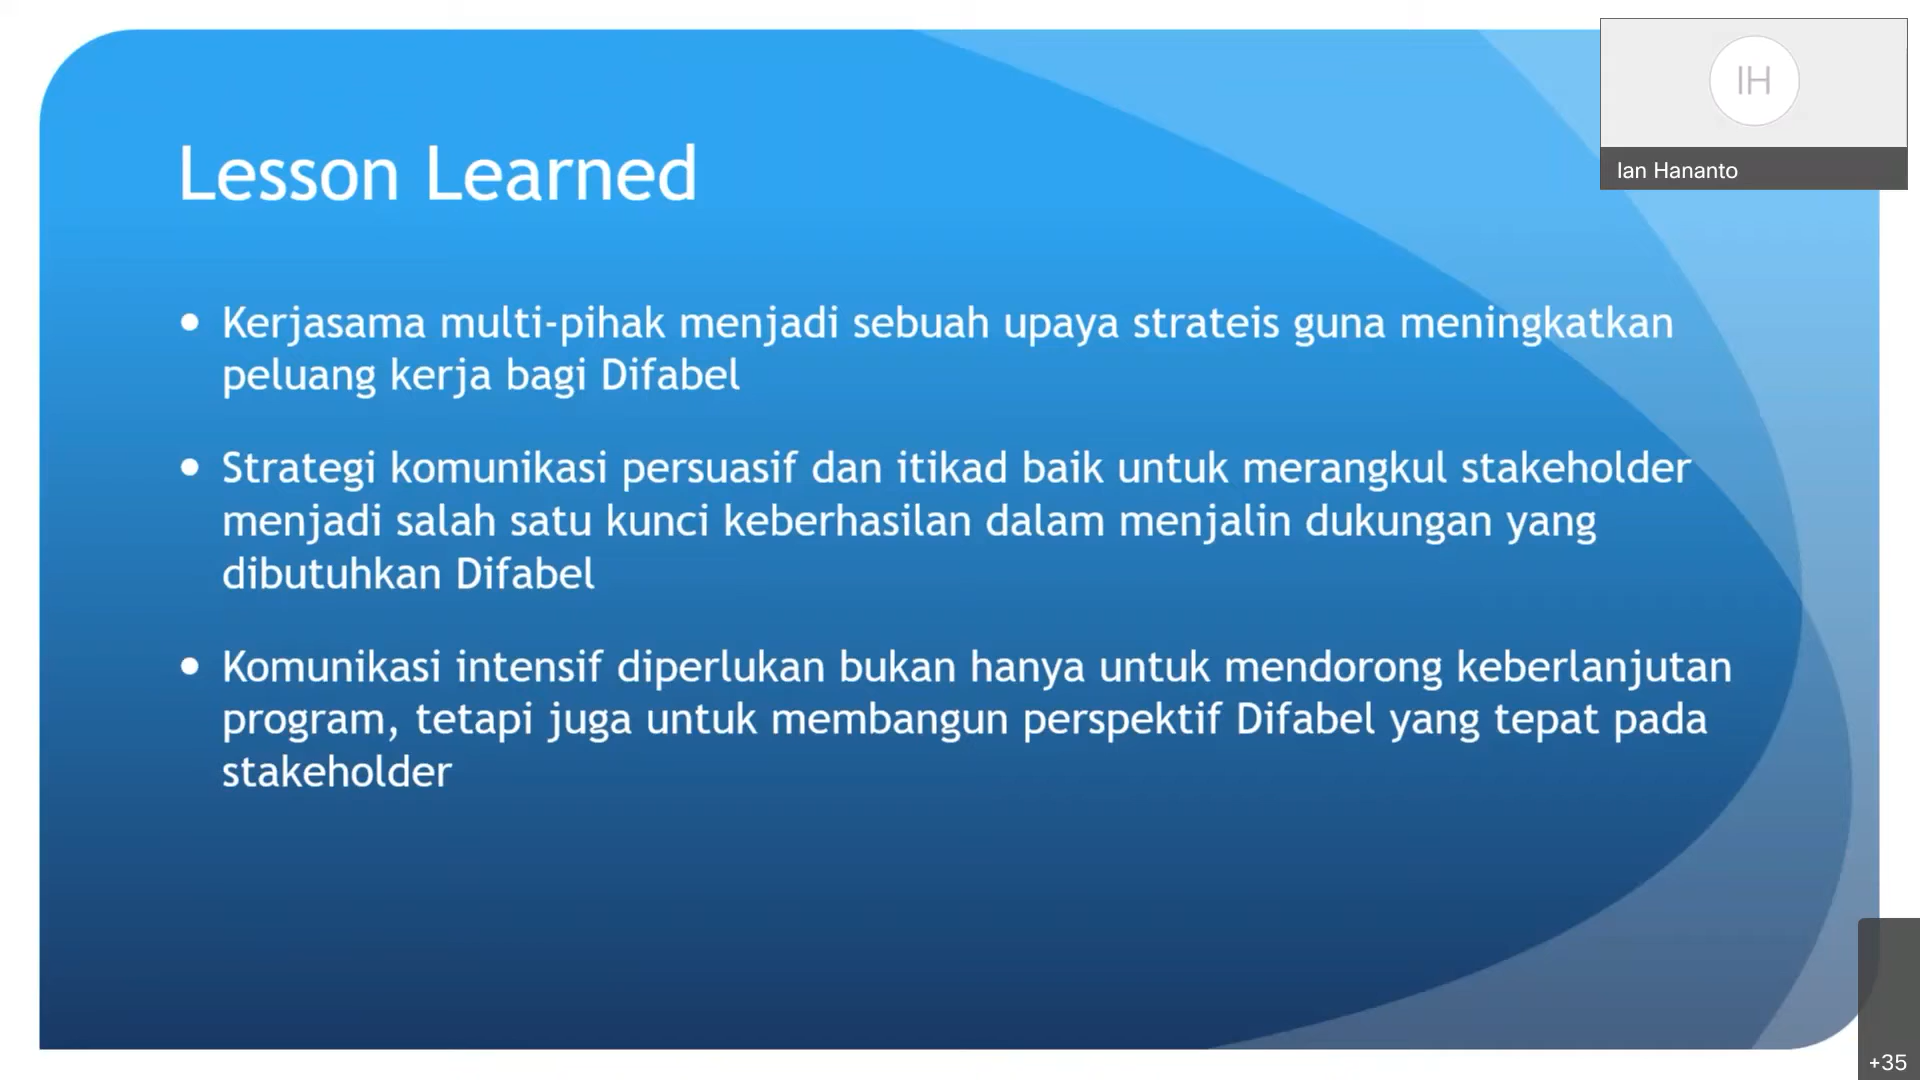 IH
Ian Hananto
Lesson Learned
• Kerjasama multi-pihak menjadi sebuah upaya strateis guna meningkatkan
peluang kerja bagi Difabel
• Strategi komunikasi persuasif dan itikad baik untuk merangkul stakeholder
menjadi salah satu kunci keberhasilan dalam menjalin dukungan yang
dibutuhkan Difabel
• Komunikasi intensif diperlukan bukan hanya untuk mendorong keberlanjutan
program, tetapi juga untuk membangun perspektif Difabel yang tepat pada
stakeholder
+35